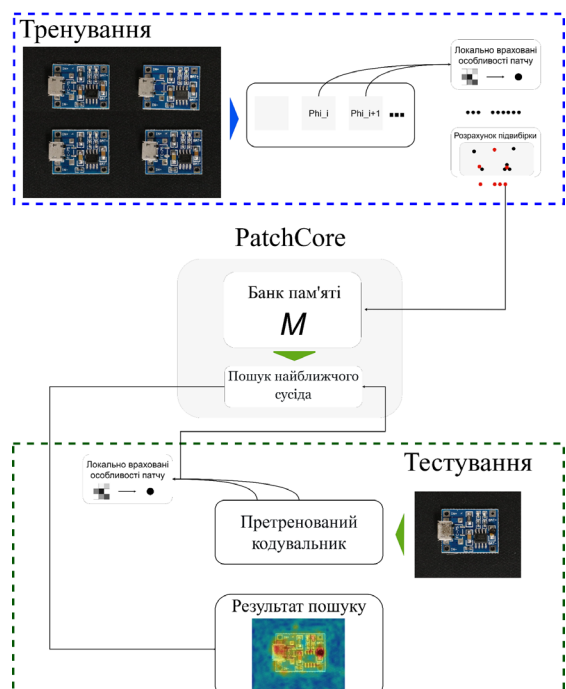 Тренування
Локально враховані
особливості патчу
Phi_i
Phi_i+1
Розрахунок підвибірки
PatchCore
Банк пам'яті
M
Пошук найближчого
сусіда
Тестування
Локально враховані
особливості патчу
Претренований
кодувальник
Результат пошуку